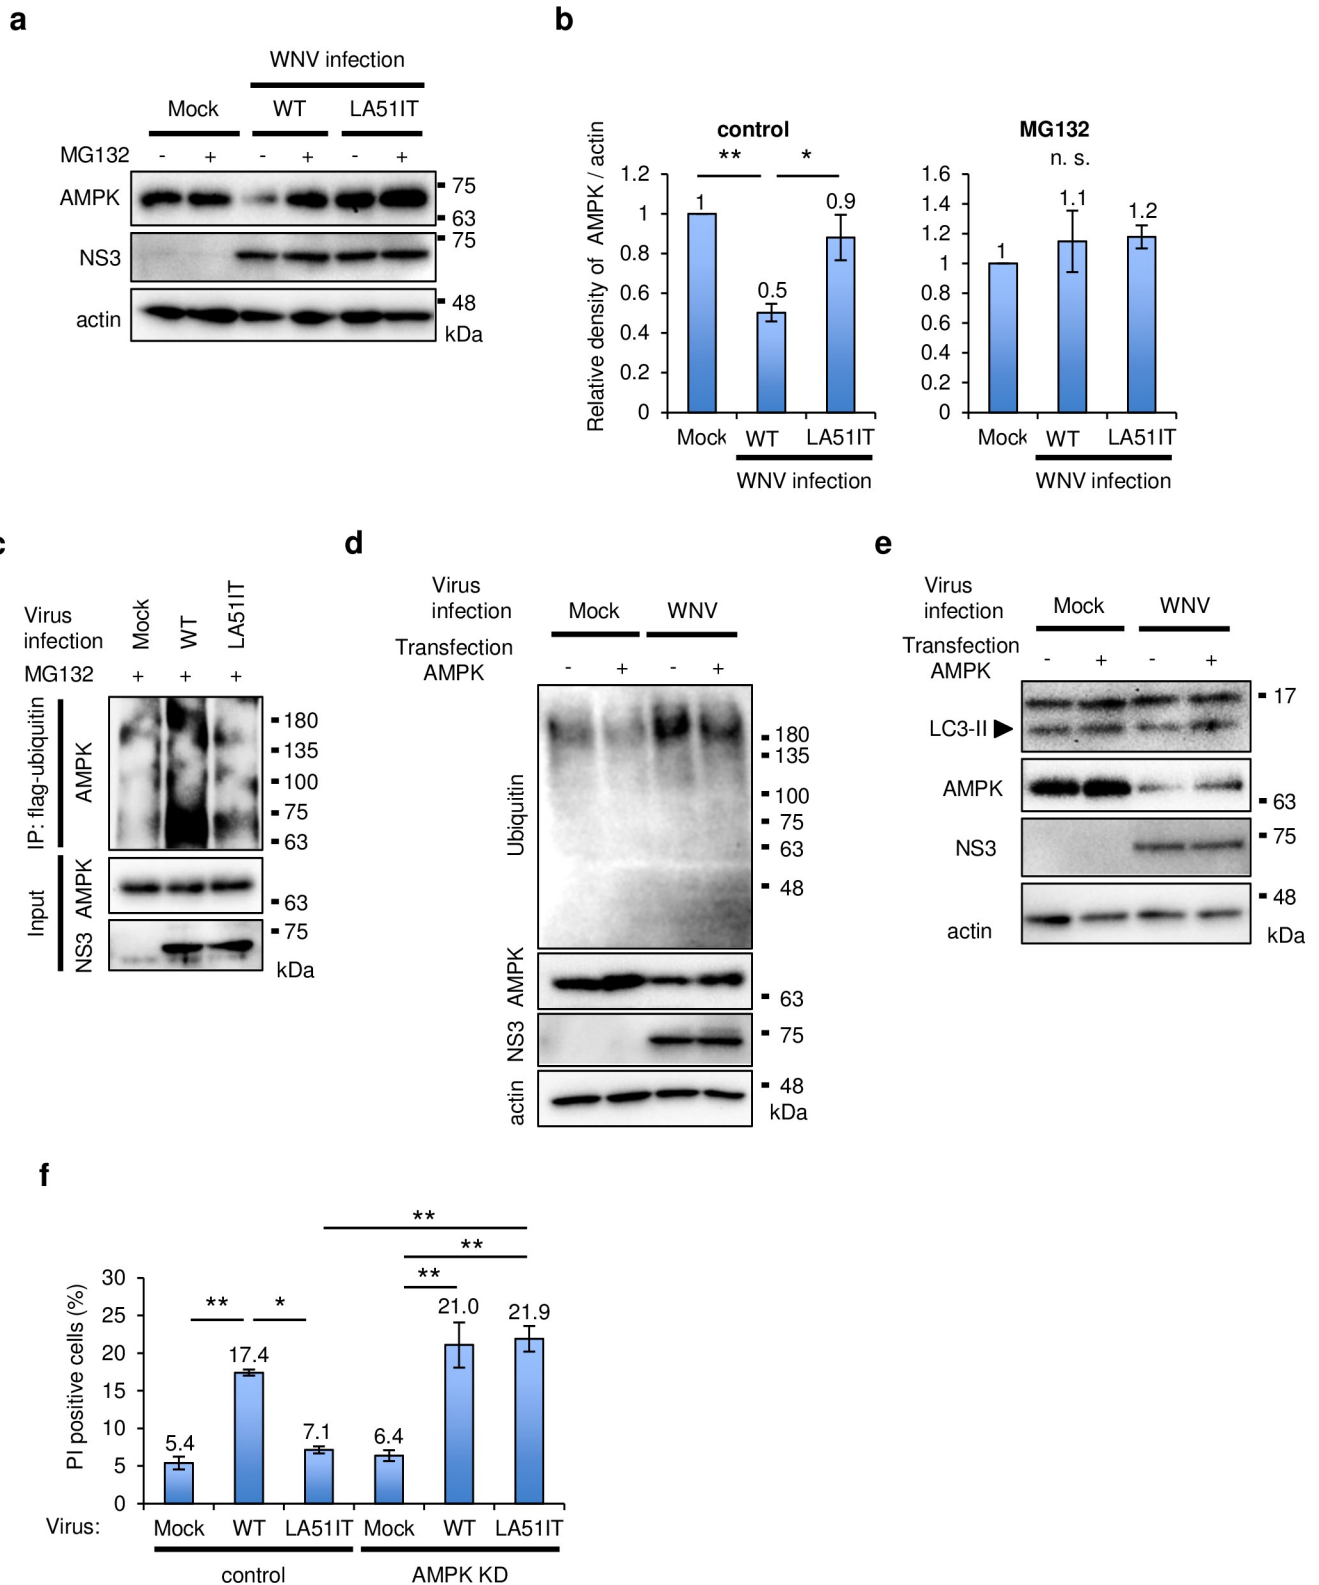 a
WNV infection
Mock WT LA51IT
MG132 - + - + - +
AMPK
75
63
NS3
75
actin
48
kDa
b
Relative density of AMPK / actin
control
** *
1.2
1
0.8
0.6
0.4
0.2
0
1
0.5
0.9
Mock WT LA51IT
WNV infection
MG132
n. s.
1.6
1.4
1.2
1
0.8
0.6
0.4
0.2
0
1
1.1
1.2
Mock WT LA51IT
WNV infection
c
Virus
infection
Mock
WT
LA51IT
MG132 + + +
IP: flag-ubiquitin
AMPK
180
135
100
75
63
Input
AMPK
63
NS3
75
kDa
d
Virus
infection
Mock WNV
Transfection
AMPK - + - +
Ubiquitin
180
135
100
75
63
48
AMPK
63
NS3
75
actin
48
kDa
e
Virus
infection
Mock WNV
Transfection
AMPK - + - +
17
LC3-II
AMPK
63
NS3
75
actin
48
kDa
f
PI positive cells (%)
**
**
**
** *
30
25
20
15
10
5
0
5.4
17.4
7.1
6.4
21.0
21.9
Virus: Mock WT LA51IT Mock WT LA51IT
control AMPK KD